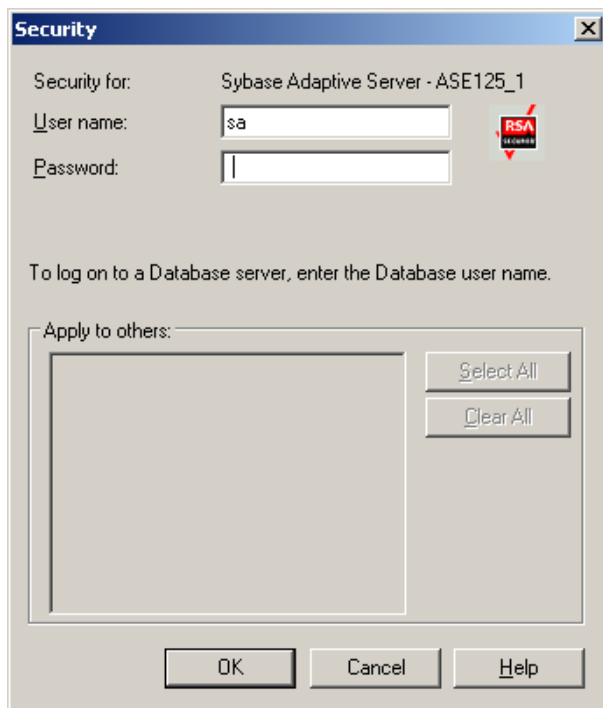 Security
Security for: Sybase Adaptive Server - ASE125_1
User name: sa
RSA
SECURED
Password:
To log on to a Database server, enter the Database user name.
Apply to others:
Select All
Clear All
OK Cancel Help